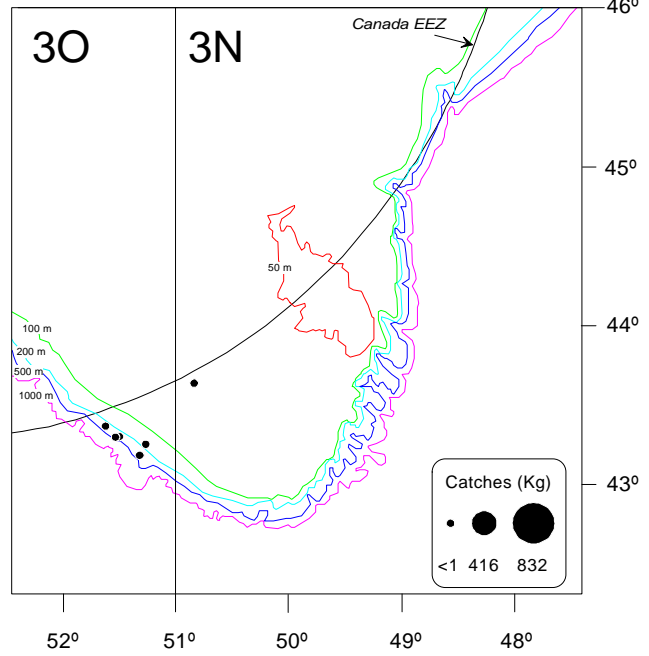 46º
Canada EEZ
3O 3N
45º
50 m
44º
100 m
200 m
500 m
1000 m
43º
Catches (Kg)
<1 416 832
52º 51º 50º 49º 48º